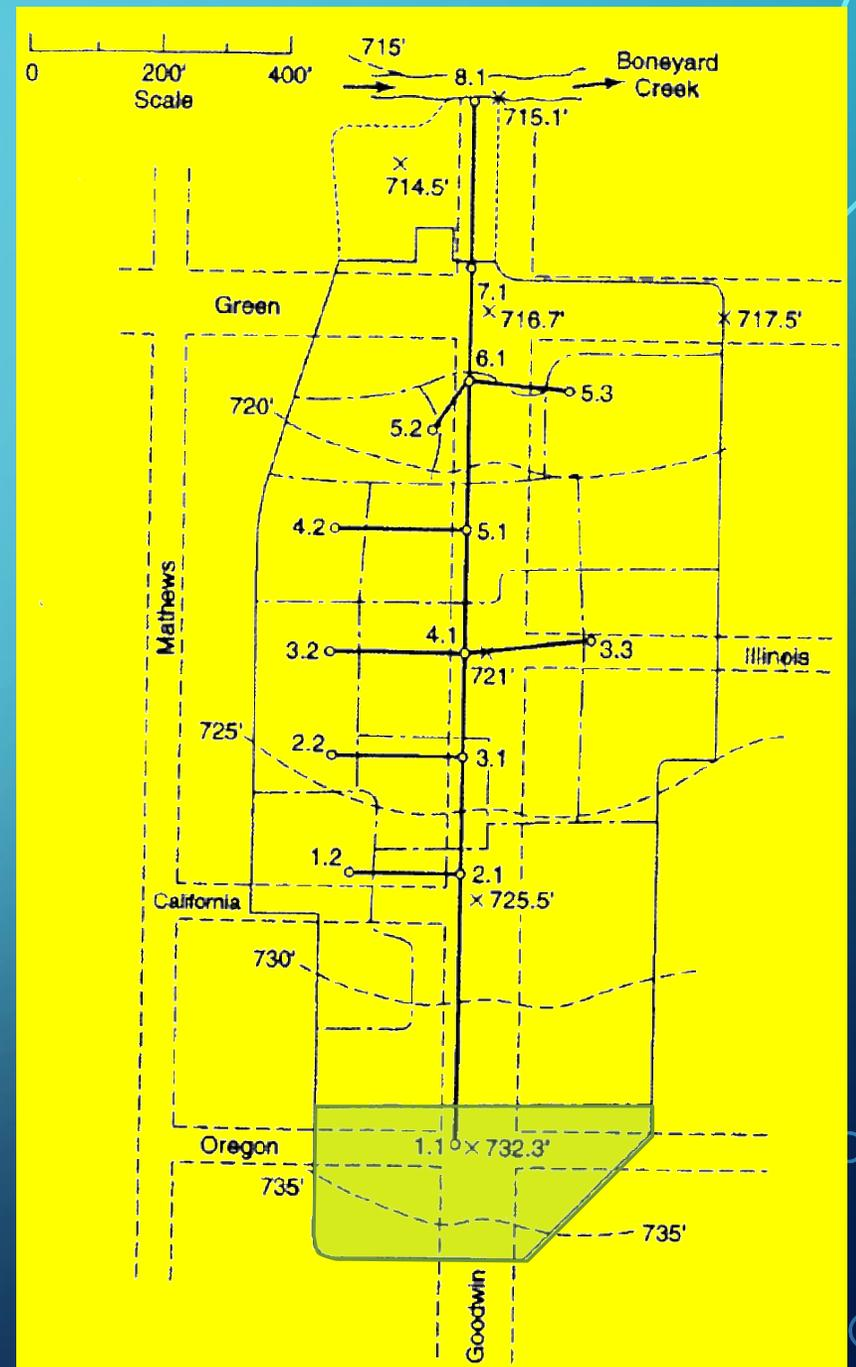 715'
8.1
Boneyard
Creek
0 200' 400'
Scale
715.1'
714.5'
Green
7.1
716.7'
717.5'
6.1
720'
5.3
5.2
4.2
5.1
Mathews
4.1
3.2
3.3
721'
Illinois
725'
2.2
3.1
1.2
2.1
725.5'
California
730'
Oregon
1.1
732.3'
735'
735'
Goodwin